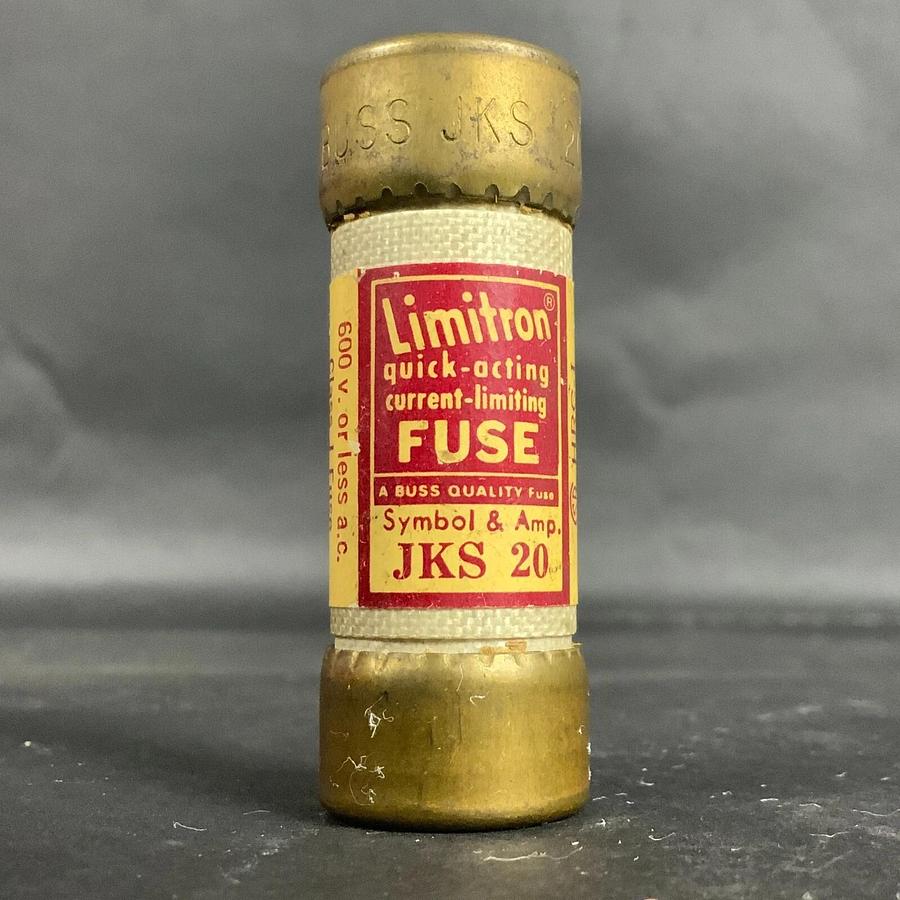 BUSS JKS 2
Limitron®
quick-acting
current-limiting
FUSE
A BUSS QUALITY Fuse
Symbol & Amp.
JKS 20
600 v. or less a.c.